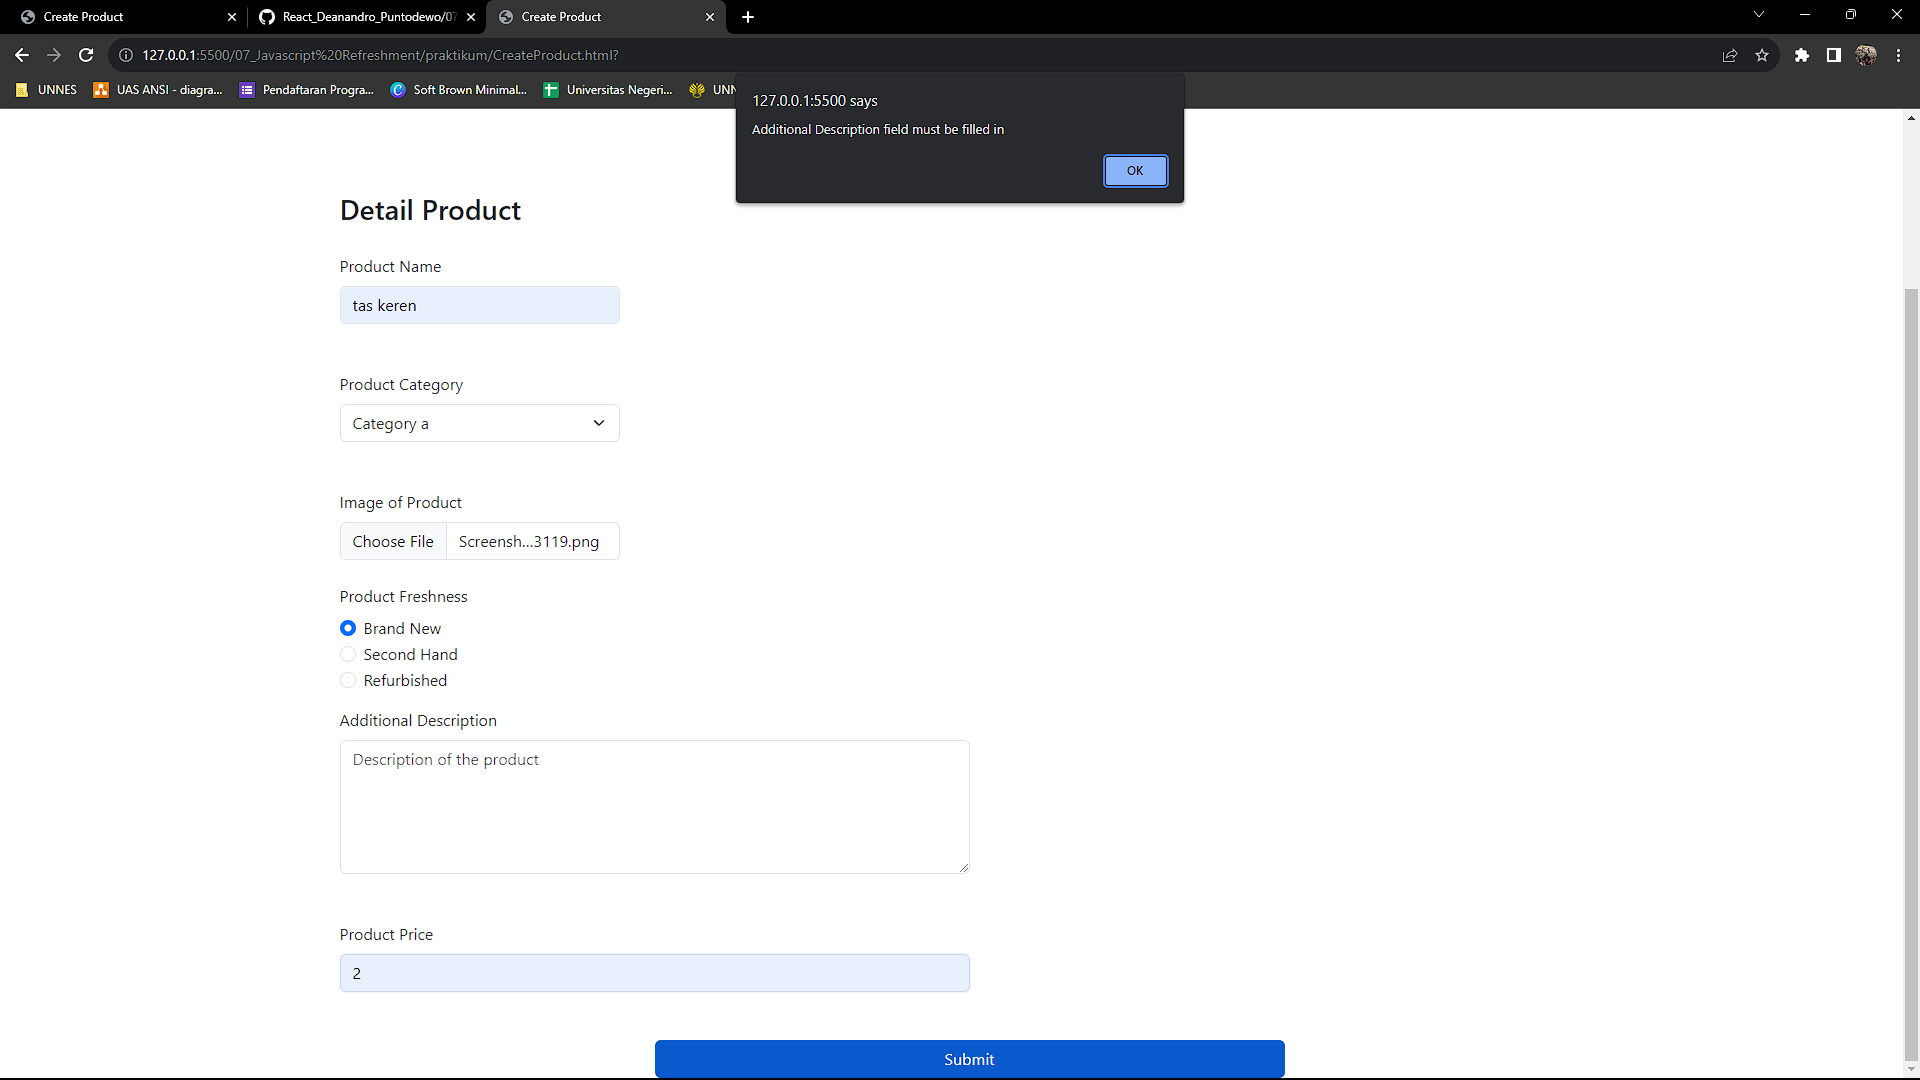 Create Product
React_Deanandro_Puntodewo/07
Create Product
127.0.0.1:5500/07_Javascript%20Refreshment/praktikum/CreateProduct.html?
UNNES
UAS ANSI - diagra...
Pendaftaran Progra...
Soft Brown Minimal...
Universitas Negeri...
UNN
127.0.0.1:5500 says
Additional Description field must be filled in
OK
Detail Product
Product Name
tas keren
Product Category
Category a
Image of Product
Choose File
Screensh...3119.png
Product Freshness
Brand New
Second Hand
Refurbished
Additional Description
Description of the product
Product Price
2
Submit